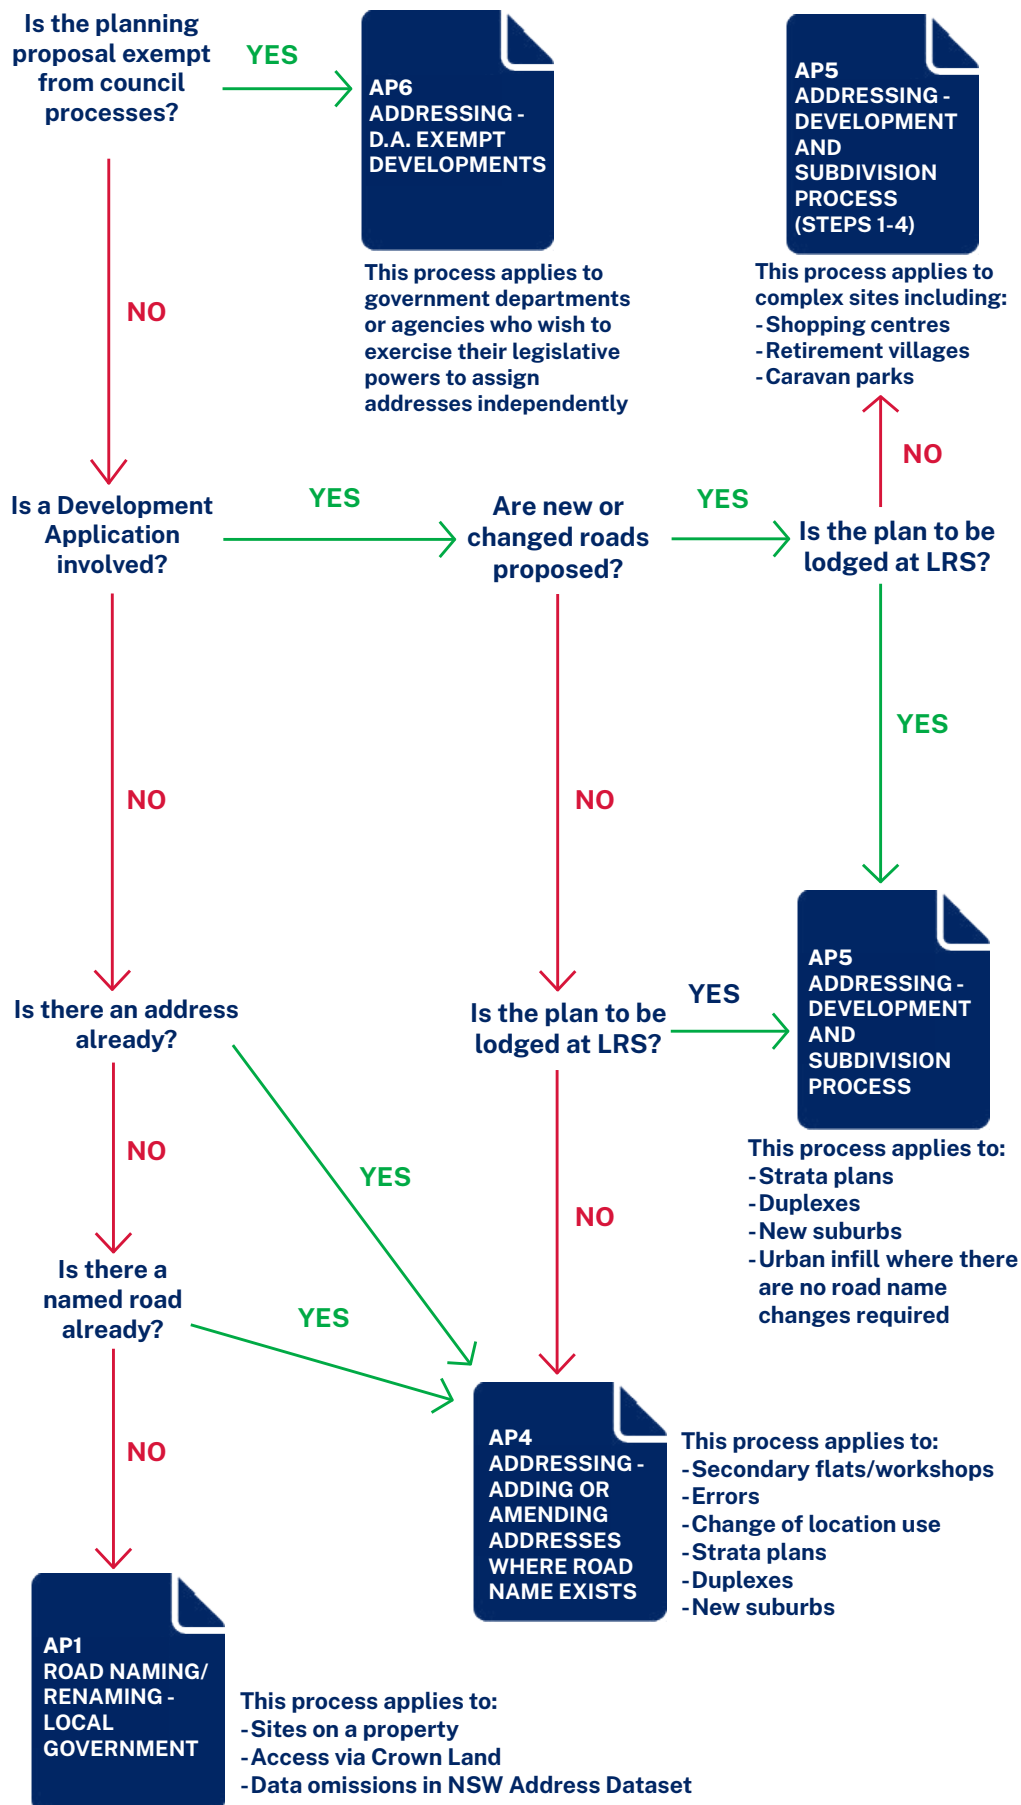 Is the planning
proposal exempt
from council
processes?
YES
AP6
ADDRESSING -
D.A. EXEMPT
DEVELOPMENTS
This process applies to
government departments
or agencies who wish to
exercise their legislative
powers to assign
addresses independently
AP5
ADDRESSING -
DEVELOPMENT
AND
SUBDIVISION
PROCESS
(STEPS 1-4)
This process applies to
complex sites including:
- Shopping centres
- Retirement villages
- Caravan parks
NO
NO
Is a Development
Application
involved?
YES
Are new or
changed roads
proposed?
YES
Is the plan to be
lodged at LRS?
YES
NO
NO
Is there an address
already?
Is the plan to be
lodged at LRS?
YES
AP5
ADDRESSING -
DEVELOPMENT
AND
SUBDIVISION
PROCESS
This process applies to:
- Strata plans
- Duplexes
- New suburbs
- Urban infill where there
are no road name
changes required
NO
YES
NO
Is there a
named road
already?
YES
NO
AP4
ADDRESSING -
ADDING OR
AMENDING
ADDRESSES
WHERE ROAD
NAME EXISTS
This process applies to:
- Secondary flats/workshops
- Errors
- Change of location use
- Strata plans
- Duplexes
- New suburbs
AP1
ROAD NAMING/
RENAMING -
LOCAL
GOVERNMENT
This process applies to:
- Sites on a property
- Access via Crown Land
- Data omissions in NSW Address Dataset